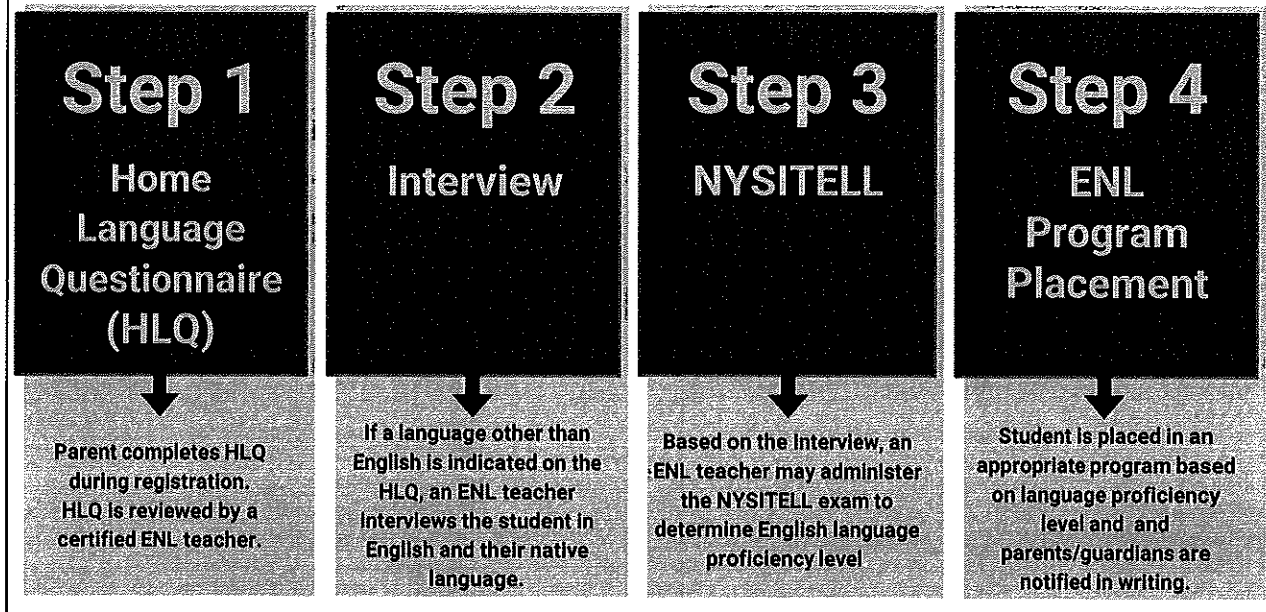 Step 1
Home
Language
Questionnaire
(HLQ)
Parent completes HLQ
during registration.
HLQ is reviewed by a
certified ENL teacher.
Step 2
Interview
If a language other than
English is indicated on the
HLQ, an ENL teacher
interviews the student in
English and their native
language.
Step 3
NYSITELL
Based on the interview, an
ENL teacher may administer
the NYSITELL exam to
determine English language
proficiency level
Step 4
ENL
Program
Placement
Student is placed in an
appropriate program based
on language proficiency
level and and
parents/guardians are
notified in writing.